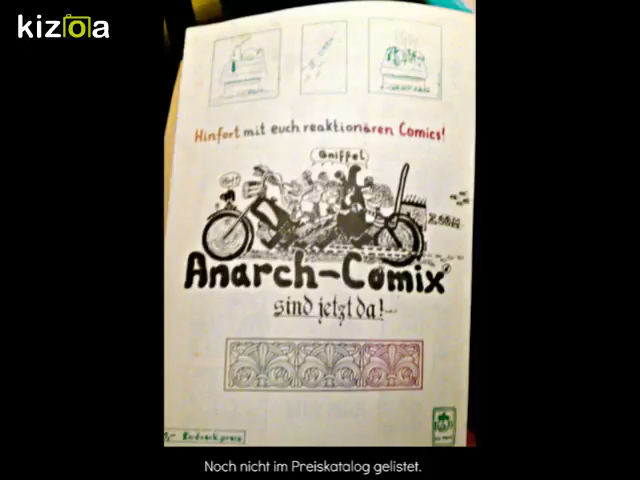 kizoa
Hinfort mit euch reaktionären Comics!
Gniffel
Anarch-Comix
sind jetzt da!
Noch nicht im Preiskatalog gelistet.